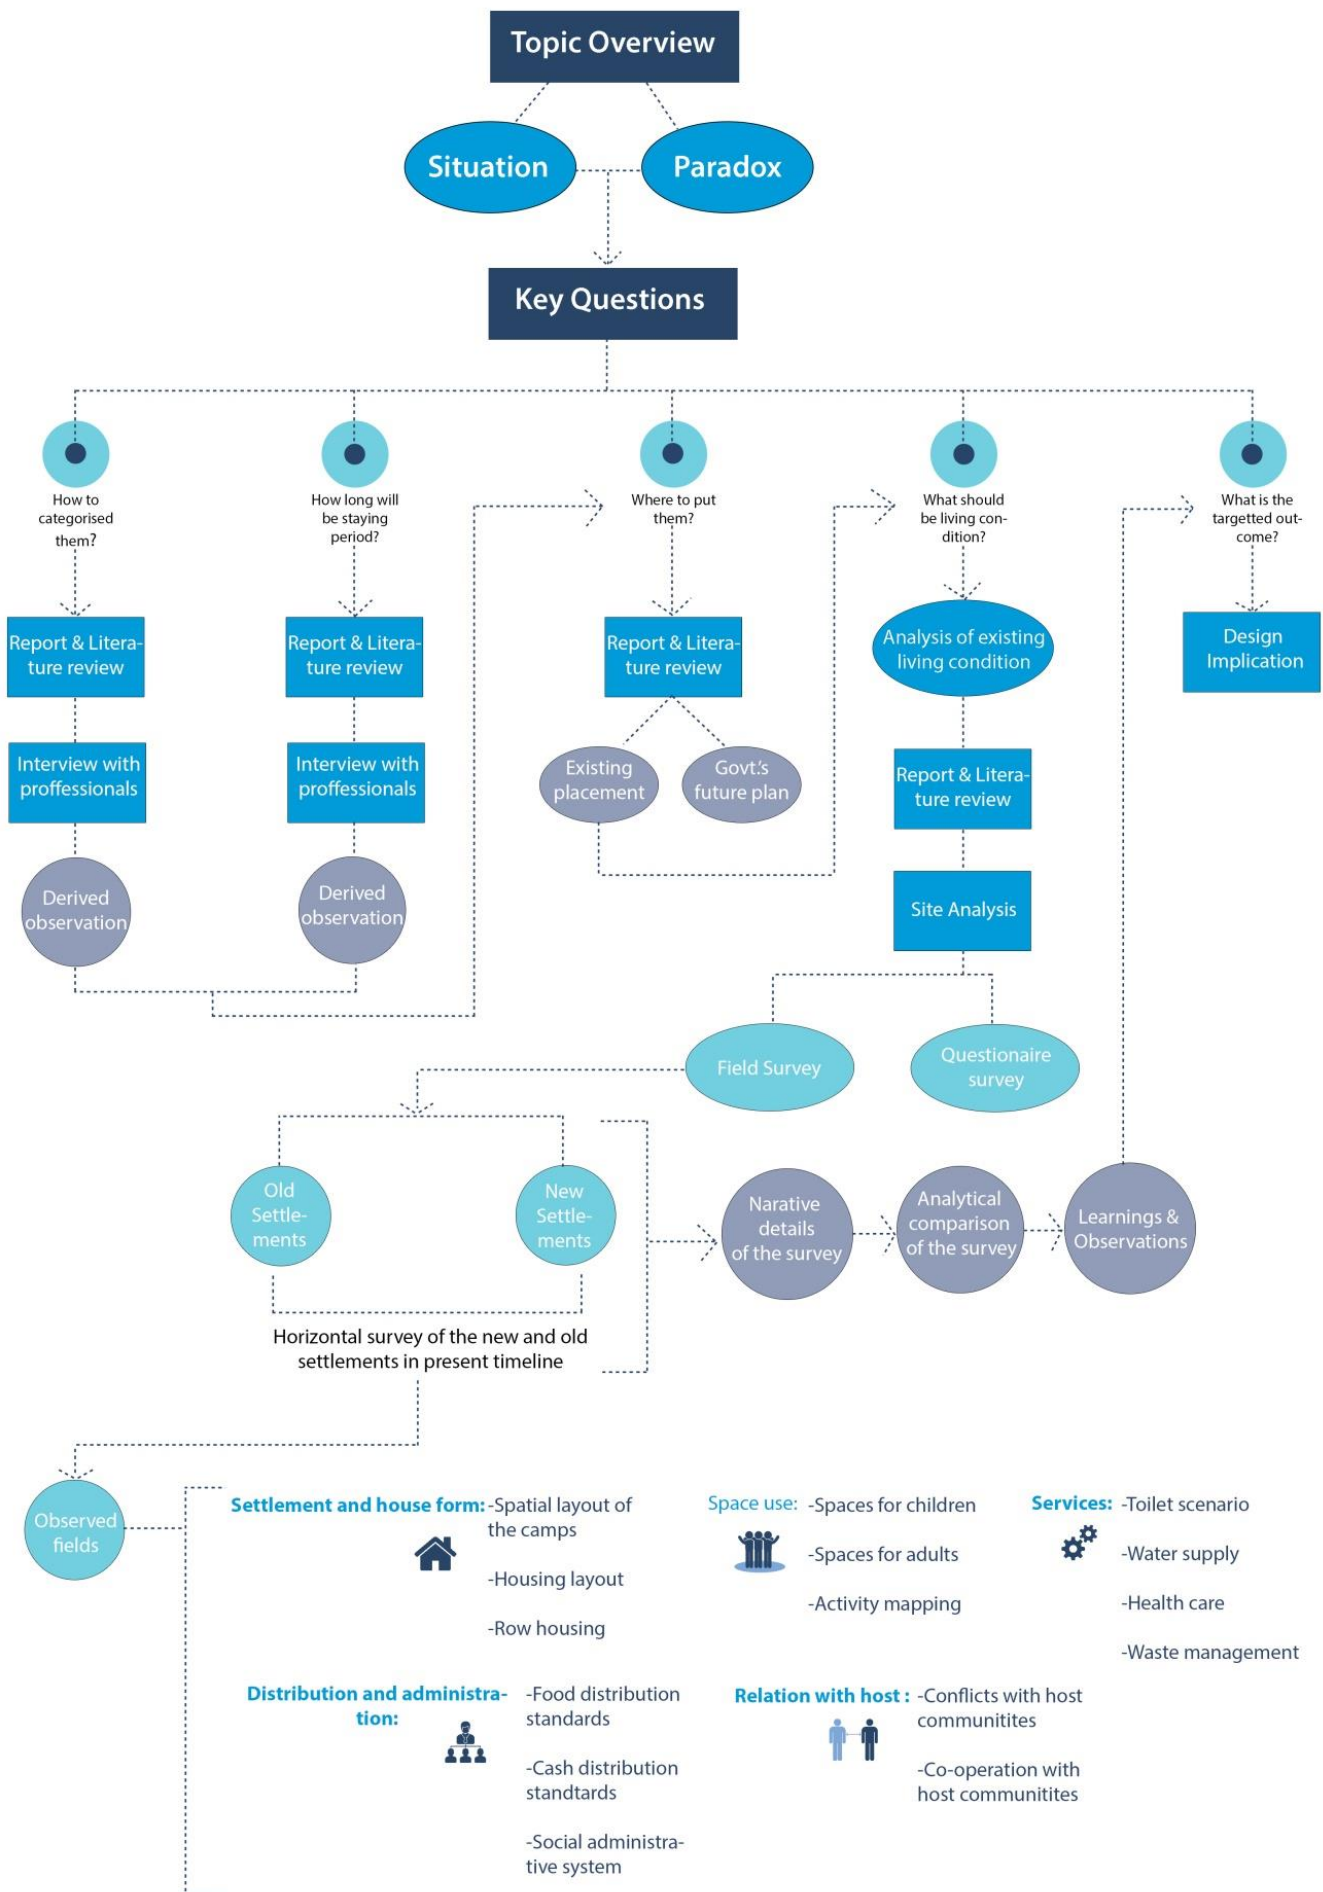 Topic Overview
Situation
Paradox
Key Questions
How to
categorised
them?
How long will
be staying
period?
Where to put
them?
What should
be living con-
dition?
What is the
targetted out-
come?
Report & Litera-
ture review
Report & Litera-
ture review
Report & Litera-
ture review
Analysis of existing
living condition
Design
Implication
Interview with
proffessionals
Interview with
proffessionals
Existing
placement
Govt.'s
future plan
Report & Litera-
ture review
Derived
observation
Derived
observation
Site Analysis
Field Survey
Questionaire
survey
Old
Settle-
ments
New
Settle-
ments
Narative
details
of the survey
Analytical
comparison
of the survey
Learnings &
Observations
Horizontal survey of the new and old
settlements in present timeline
Observed
fields
Settlement and house form: -Spatial layout of
the camps
-Housing layout
-Row housing
Space use: -Spaces for children
-Spaces for adults
-Activity mapping
Services: -Toilet scenario
-Water supply
-Health care
-Waste management
Distribution and administra-
tion:
-Food distribution
standards
-Cash distribution
standtards
-Social administra-
tive system
Relation with host : -Conflicts with host
communitites
-Co-operation with
host communitites